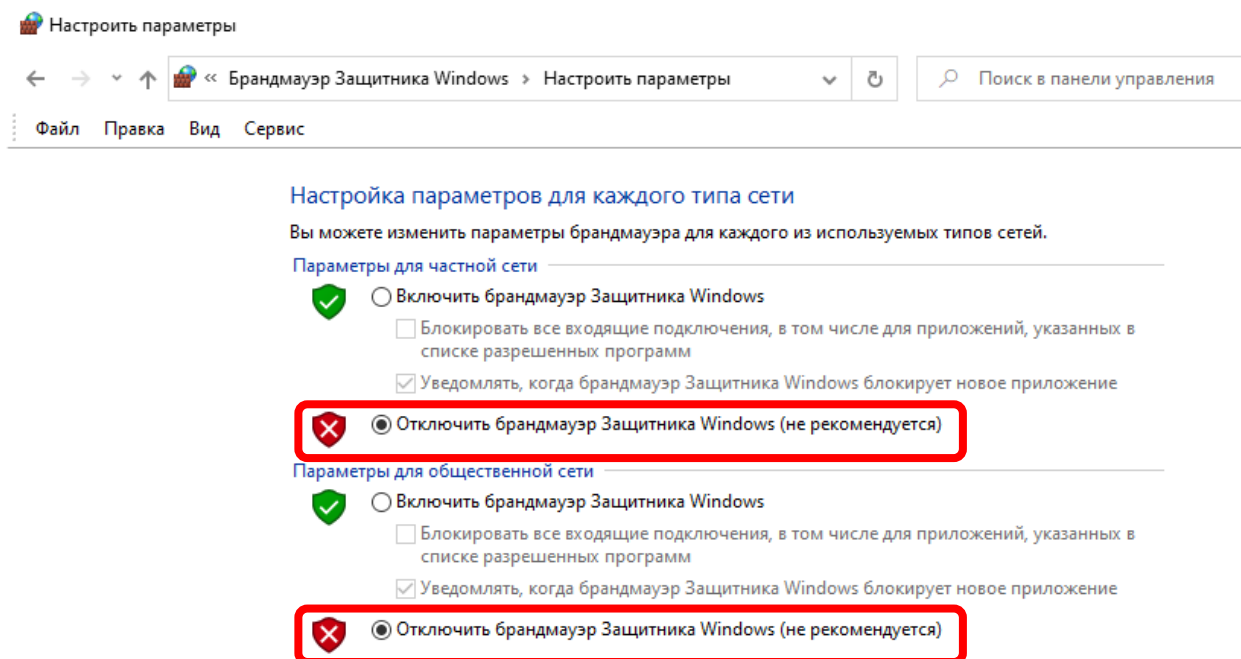 Настроить параметры
« Брандмауэр Защитника Windows › Настроить параметры
Поиск в панели управления
Файл Правка Вид Сервис
Настройка параметров для каждого типа сети
Вы можете изменить параметры брандмауэра для каждого из используемых типов сетей.
Параметры для частной сети
Включить брандмауэр Защитника Windows
Блокировать все входящие подключения, в том числе для приложений, указанных в
списке разрешенных программ
Уведомлять, когда брандмауэр Защитника Windows блокирует новое приложение
Отключить брандмауэр Защитника Windows (не рекомендуется)
Параметры для общественной сети
Включить брандмауэр Защитника Windows
Блокировать все входящие подключения, в том числе для приложений, указанных в
списке разрешенных программ
Уведомлять, когда брандмауэр Защитника Windows блокирует новое приложение
Отключить брандмауэр Защитника Windows (не рекомендуется)